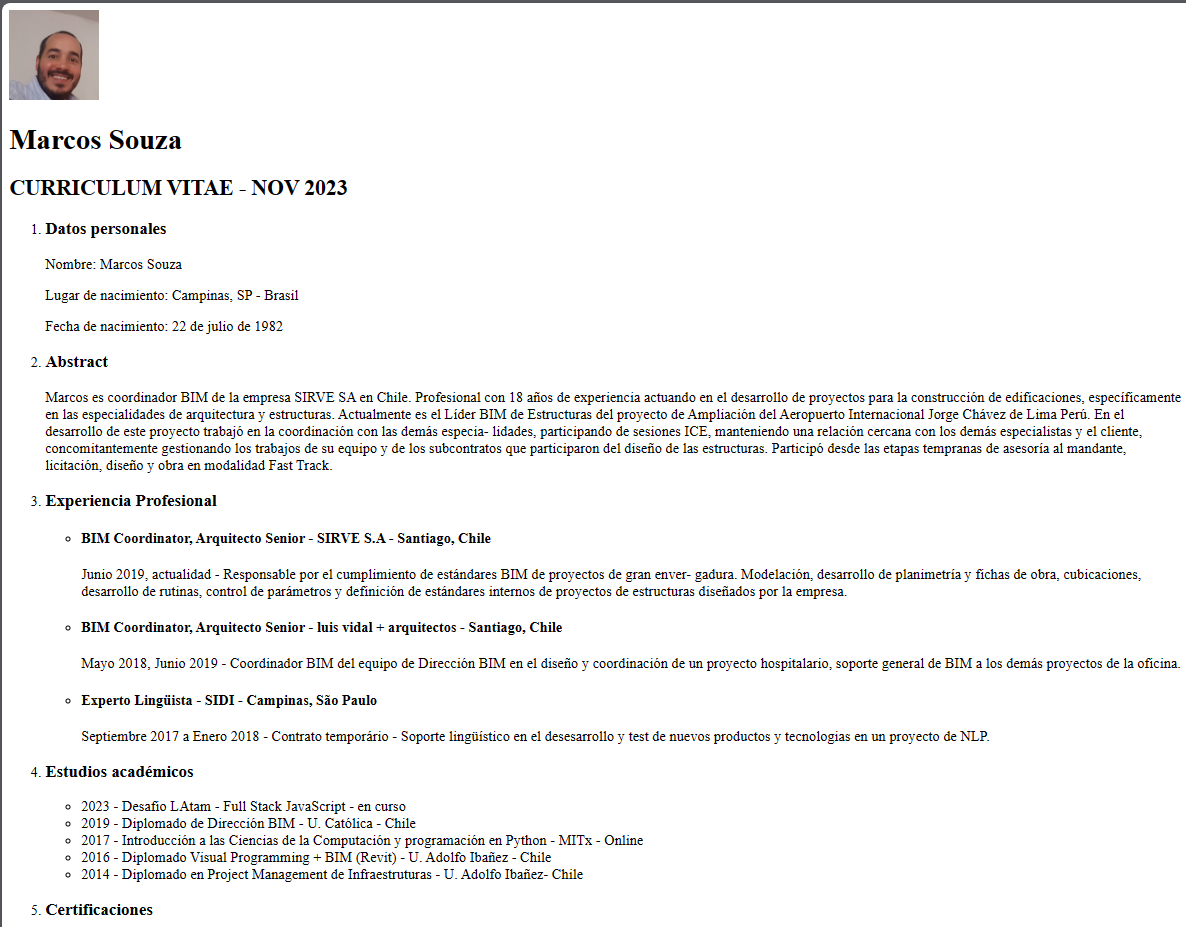 Marcos Souza
CURRICULUM VITAE - NOV 2023
1. Datos personales
Nombre: Marcos Souza
Lugar de nacimiento: Campinas, SP - Brasil
Fecha de nacimiento: 22 de julio de 1982
2. Abstract
Marcos es coordinador BIM de la empresa SIRVE SA en Chile. Profesional con 18 años de experiencia actuando en el desarrollo de proyectos para la construcción de edificaciones, específicamente
en las especialidades de arquitectura y estructuras. Actualmente es el Líder BIM de Estructuras del proyecto de Ampliación del Aeropuerto Internacional Jorge Chávez de Lima Perú. En el
desarrollo de este proyecto trabajó en la coordinación con las demás especia- lidades, participando de sesiones ICE, manteniendo una relación cercana con los demás especialistas y el cliente,
concomitantemente gestionando los trabajos de su equipo y de los subcontratos que participaron del diseño de las estructuras. Participó desde las etapas tempranas de asesoría al mandante,
licitación, diseño y obra en modalidad Fast Track.
3. Experiencia Profesional
◦ BIM Coordinator, Arquitecto Senior - SIRVE S.A - Santiago, Chile
Junio 2019, actualidad - Responsable por el cumplimiento de estándares BIM de proyectos de gran enver- gadura. Modelación, desarrollo de planimetría y fichas de obra, cubicaciones,
desarrollo de rutinas, control de parámetros y definición de estándares internos de proyectos de estructuras diseñados por la empresa.
◦ BIM Coordinator, Arquitecto Senior - luis vidal + arquitectos - Santiago, Chile
Mayo 2018, Junio 2019 - Coordinador BIM del equipo de Dirección BIM en el diseño y coordinación de un proyecto hospitalario, soporte general de BIM a los demás proyectos de la oficina.
◦ Experto Lingüista - SIDI - Campinas, São Paulo
Septiembre 2017 a Enero 2018 - Contrato temporário - Soporte lingüístico en el desesarrollo y test de nuevos productos y tecnologias en un proyecto de NLP.
4. Estudios académicos
◦ 2023 - Desafio LAtam - Full Stack JavaScript - en curso
◦ 2019 - Diplomado de Dirección BIM - U. Católica - Chile
◦ 2017 - Introducción a las Ciencias de la Computación y programación en Python - MITx - Online
◦ 2016 - Diplomado Visual Programming + BIM (Revit) - U. Adolfo Ibañez - Chile
◦ 2014 - Diplomado en Project Management de Infraestruturas - U. Adolfo Ibañez- Chile
5. Certificaciones